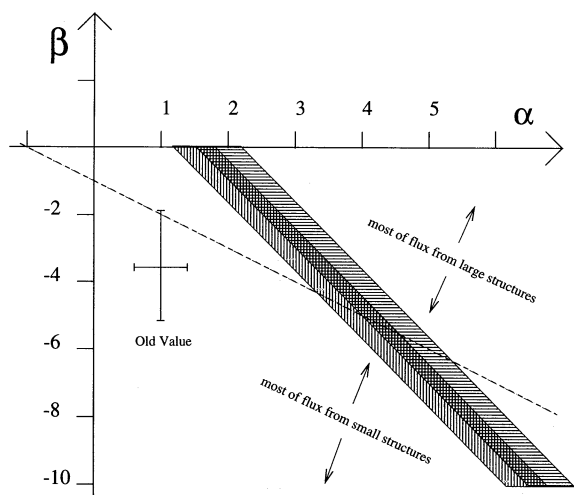 β
1 2 3 4 5 α
-2
most of flux from large structures
-4
Old Value
-6
most of flux from small structures
-8
-10